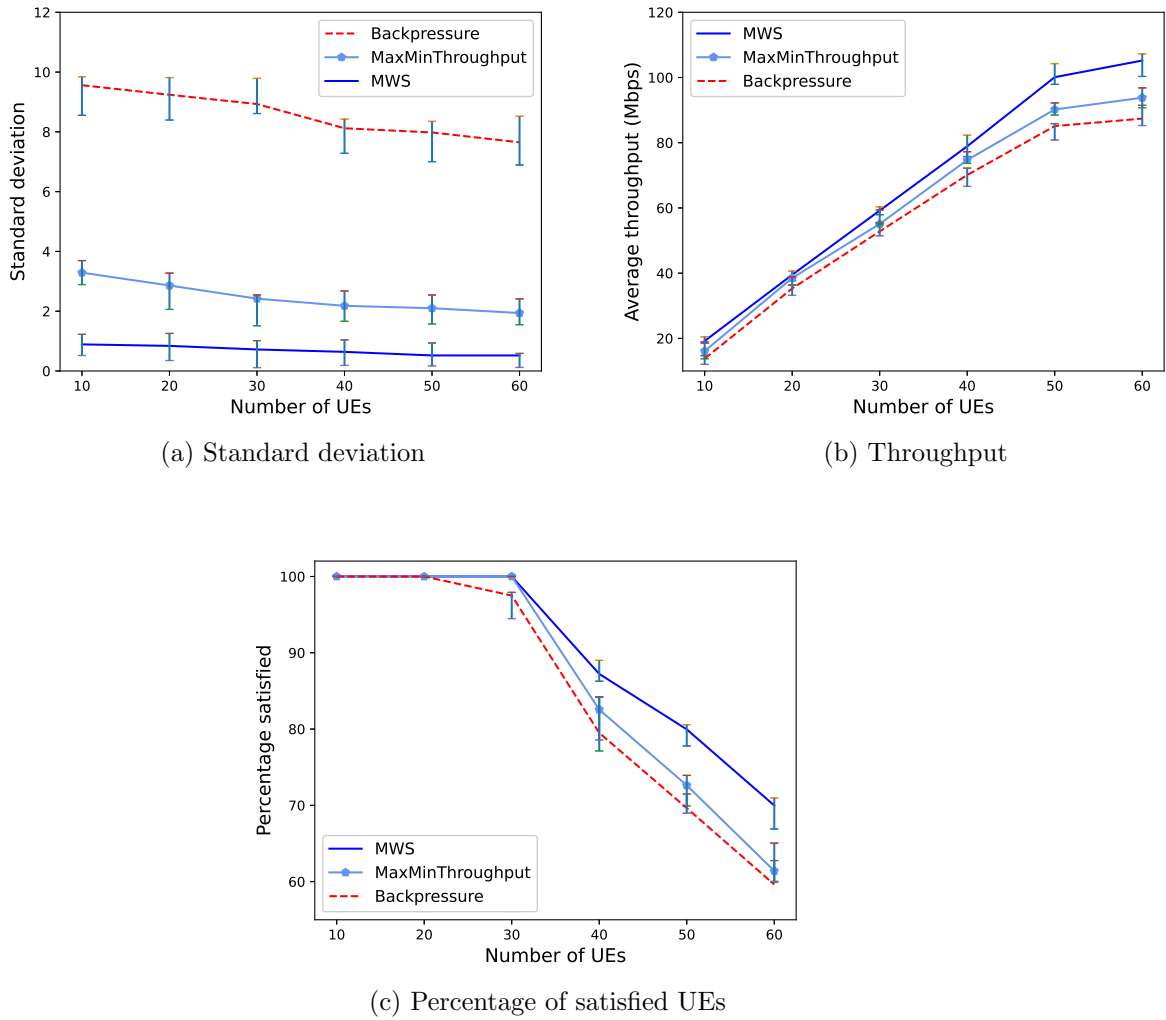 12
10
8
6
4
2
0
Standard deviation
Backpressure
MaxMinThroughput
MWS
10 20 30 40 50 60
Number of UEs
(a) Standard deviation
120
100
80
60
40
20
Average throughput (Mbps)
MWS
MaxMinThroughput
Backpressure
10 20 30 40 50 60
Number of UEs
(b) Throughput
100
90
80
70
60
Percentage satisfied
MWS
MaxMinThroughput
Backpressure
10 20 30 40 50 60
Number of UEs
(c) Percentage of satisfied UEs